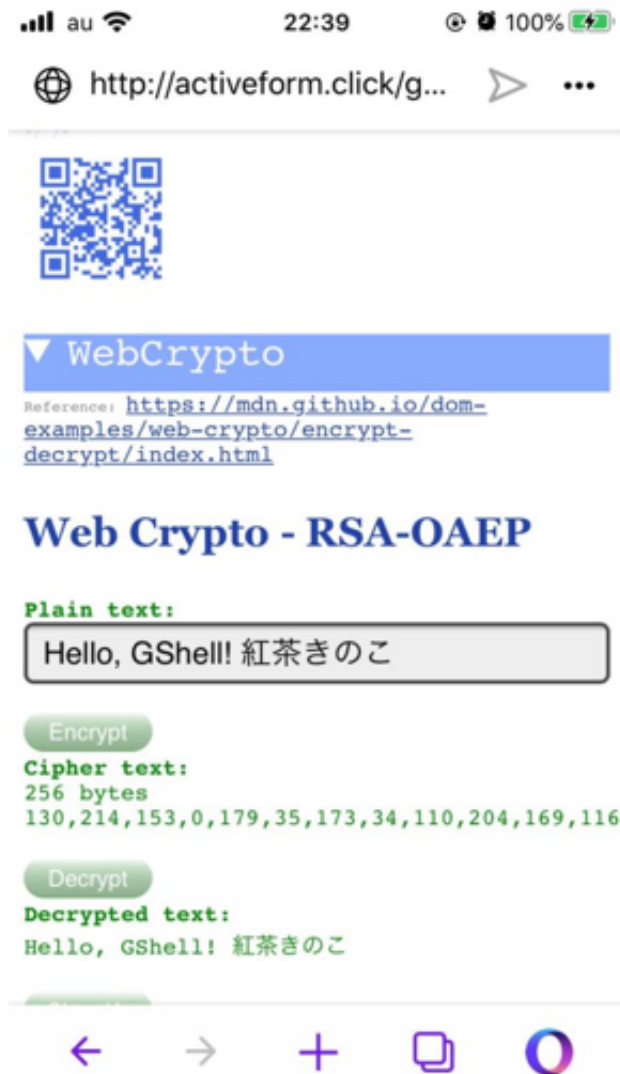 au 22:39 100%
http://activeform.click/g...
▼ WebCrypto
Reference: https://mdn.github.io/dom-
examples/web-crypto/encrypt-
decrypt/index.html
Web Crypto - RSA-OAEP
Plain text:
Hello, GShell! 紅茶きのこ
Encrypt
Cipher text:
256 bytes
130,214,153,0,179,35,173,34,110,204,169,116
Decrypt
Decrypted text:
Hello, GShell! 紅茶きのこ